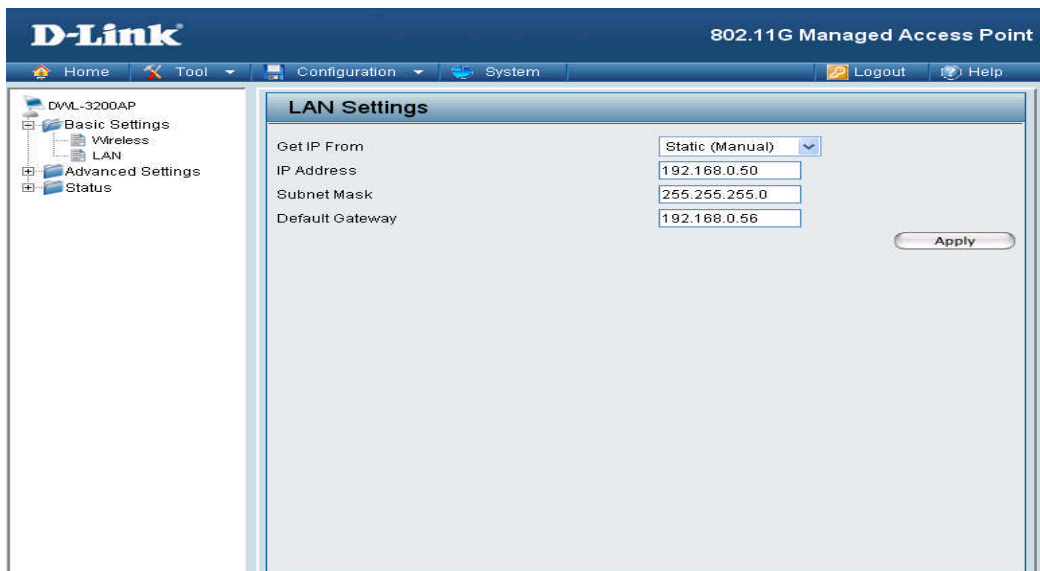 D-Link
802.11G Managed Access Point
Home Tool Configuration System Logout Help
DWL-3200AP
Basic Settings
Wireless
LAN
Advanced Settings
Status
LAN Settings
Get IP From Static (Manual)
IP Address 192.168.0.50
Subnet Mask 255.255.255.0
Default Gateway 192.168.0.56
Apply